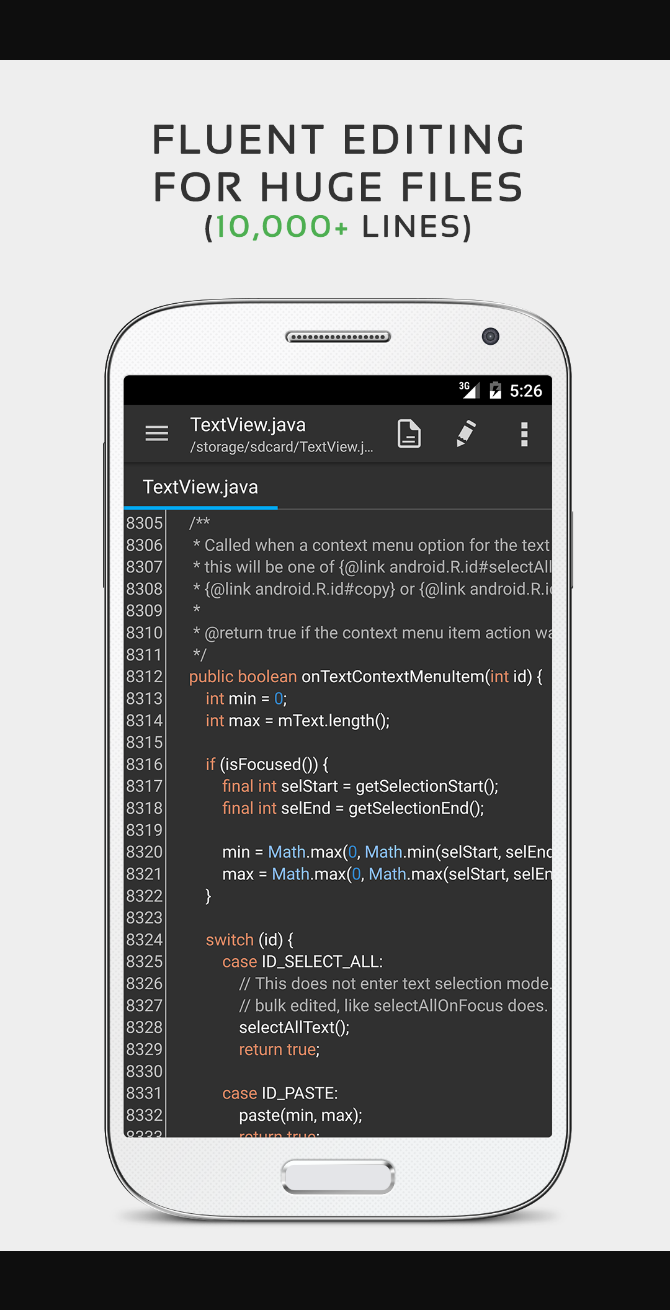 FLUENT EDITING
FOR HUGE FILES
(10,000+ LINES)
3G 5:26
TextView.java
/storage/sdcard/TextView.j...
TextView.java
8305 /**
8306 * Called when a context menu option for the text
8307 * this will be one of {@link android.R.id#selectAll
8308 * {@link android.R.id#copy} or {@link android.R.i
8309 *
8310 * @return true if the context menu item action wa
8311 */
8312 public boolean onTextContextMenuItem(int id) {
8313 int min = 0;
8314 int max = mText.length();
8315
8316 if (isFocused()) {
8317 final int selStart = getSelectionStart();
8318 final int selEnd = getSelectionEnd();
8319
8320 min = Math.max(0, Math.min(selStart, selEnd
8321 max = Math.max(0, Math.max(selStart, selEn
8322 }
8323
8324 switch (id) {
8325 case ID_SELECT_ALL:
8326 // This does not enter text selection mode.
8327 // bulk edited, like selectAllOnFocus does.
8328 selectAllText();
8329 return true;
8330
8331 case ID_PASTE:
8332 paste(min, max);
8333 return true;